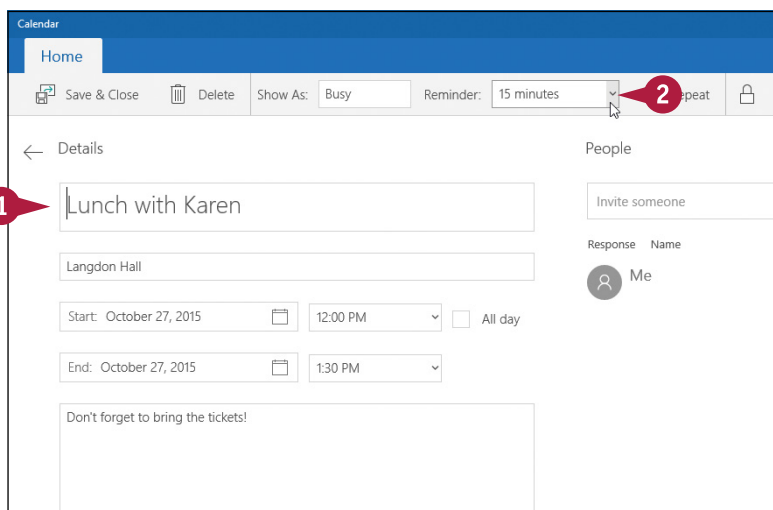 Calendar
Home
Save & Close Delete Show As: Busy Reminder: 15 minutes 2 epeat
Details People
1 Lunch with Karen Invite someone
Response Name
Langdon Hall
Me
Start: October 27, 2015 12:00 PM All day
End: October 27, 2015 1:30 PM
Don't forget to bring the tickets!